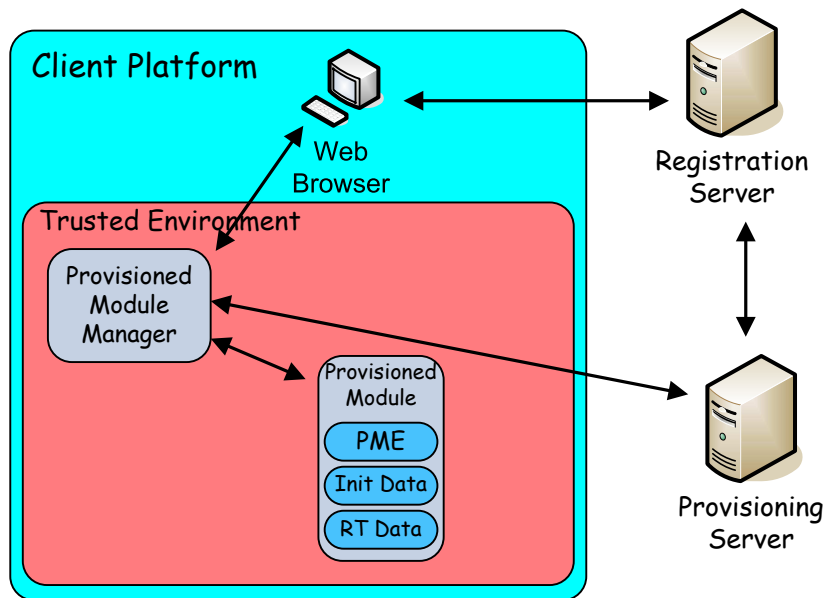 Client Platform
Web
Browser
Registration
Server
Trusted Environment
Provisioned
Module
Manager
Provisioned
Module
PME
Init Data
RT Data
Provisioning
Server